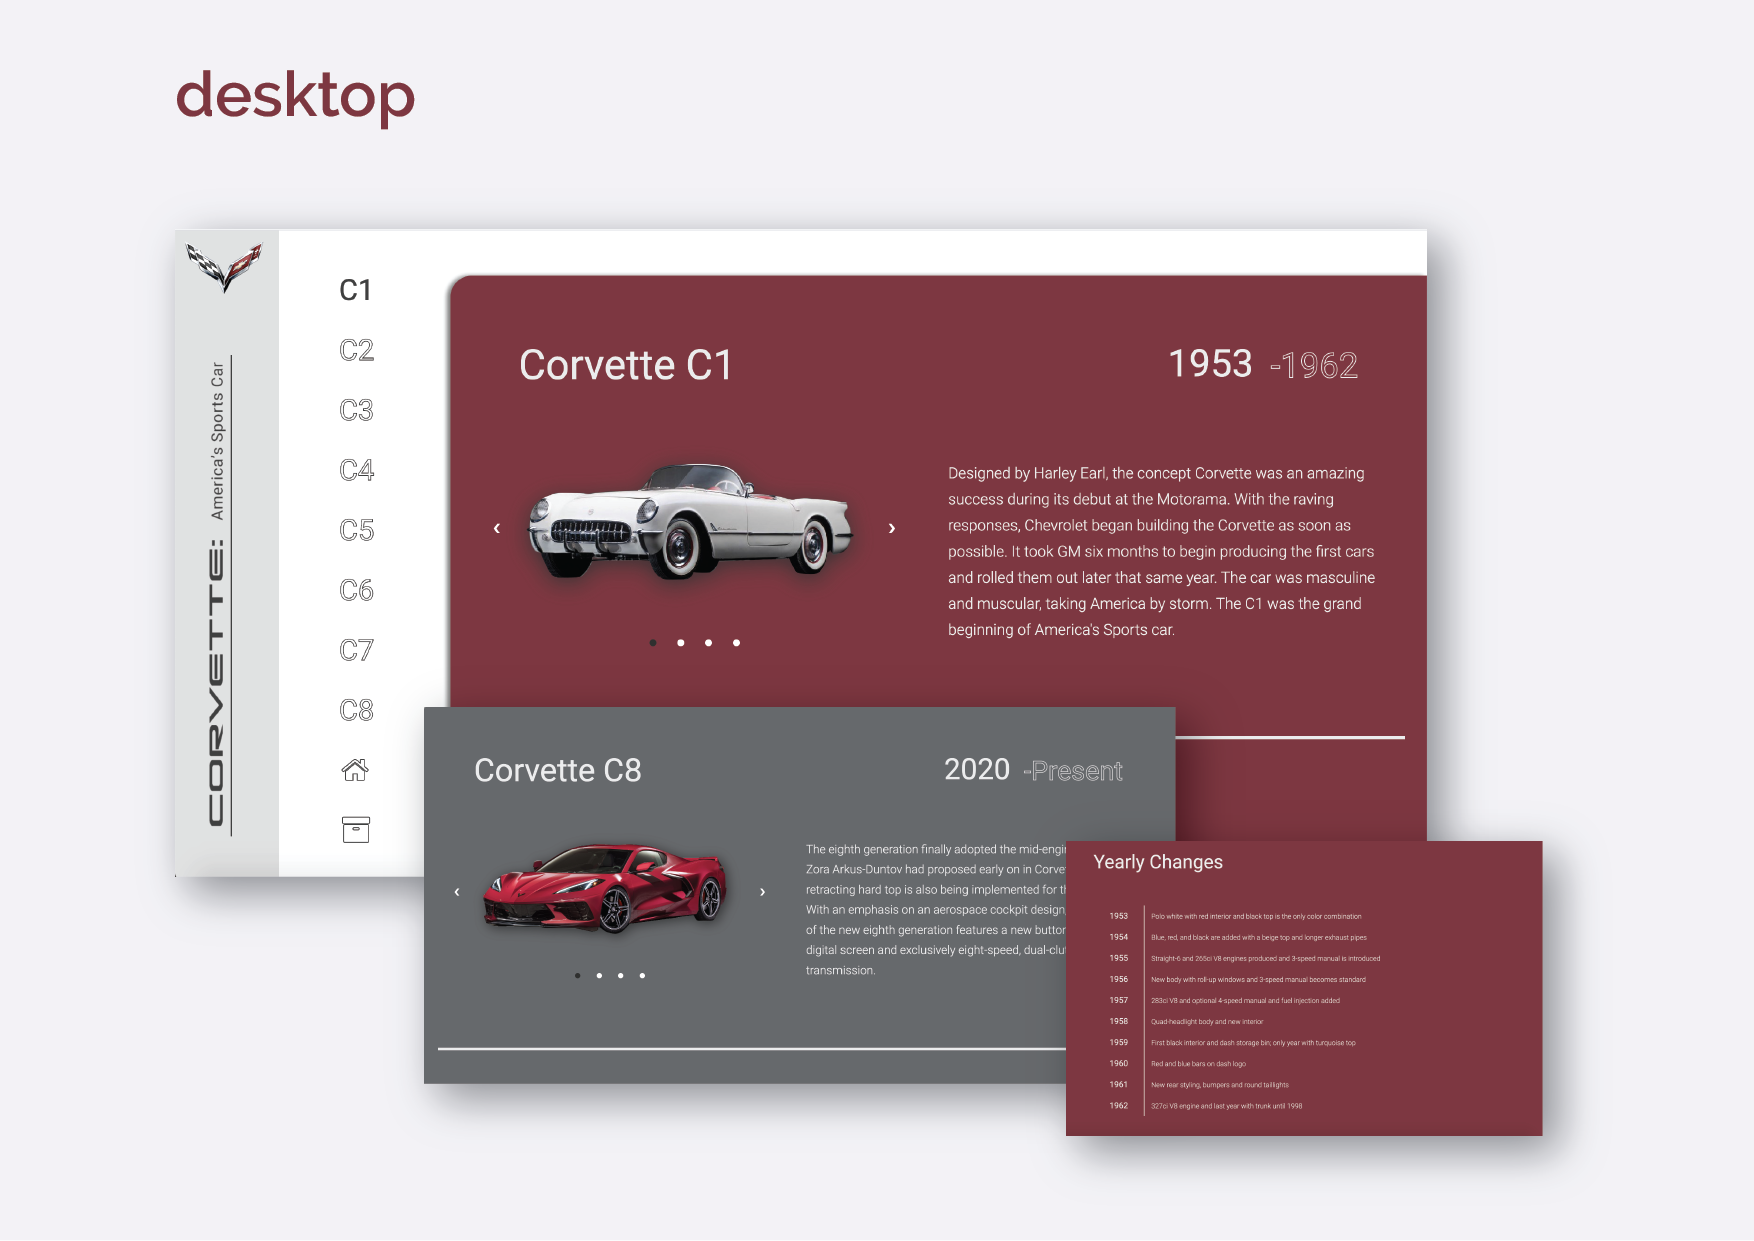 desktop
CORVETTE: America's Sports Car
C1
C2
C3
C4
C5
C6
C7
C8
Corvette C1
1953 -1962
Designed by Harley Earl, the concept Corvette was an amazing
success during its debut at the Motorama. With the raving
responses, Chevrolet began building the Corvette as soon as
possible. It took GM six months to begin producing the first cars
and rolled them out later that same year. The car was masculine
and muscular, taking America by storm. The C1 was the grand
beginning of America's Sports car.
Corvette C8
2020 -Present
The eighth generation finally adopted the
Zora Arkus-Duntov had proposed early on in
retracting hard top is also being implemented for
With an emphasis on an aerospace cockpit design,
of the new eighth generation features a new
digital screen and exclusively eight-speed,
transmission.
Yearly Changes
1953 Polo white with red interior and black top is the only color combination
1954 Blue, red, and black are added with a beige top and longer exhaust pipes
1955 Straight-6 and 265ci V8 engines produced and 3-speed manual is introduced
1956 New body with roll-up windows and 3-speed manual becomes standard
1957 283ci V8 and optional 4-speed manual and fuel injection added
1958 Quad-headlight body and new interior
1959 First black interior and dash storage bin; only year with turquoise top
1960 Red and blue bars on dash logo
1961 New rear styling, bumpers and round taillights
1962 327ci V8 engine and last year with trunk until 1998